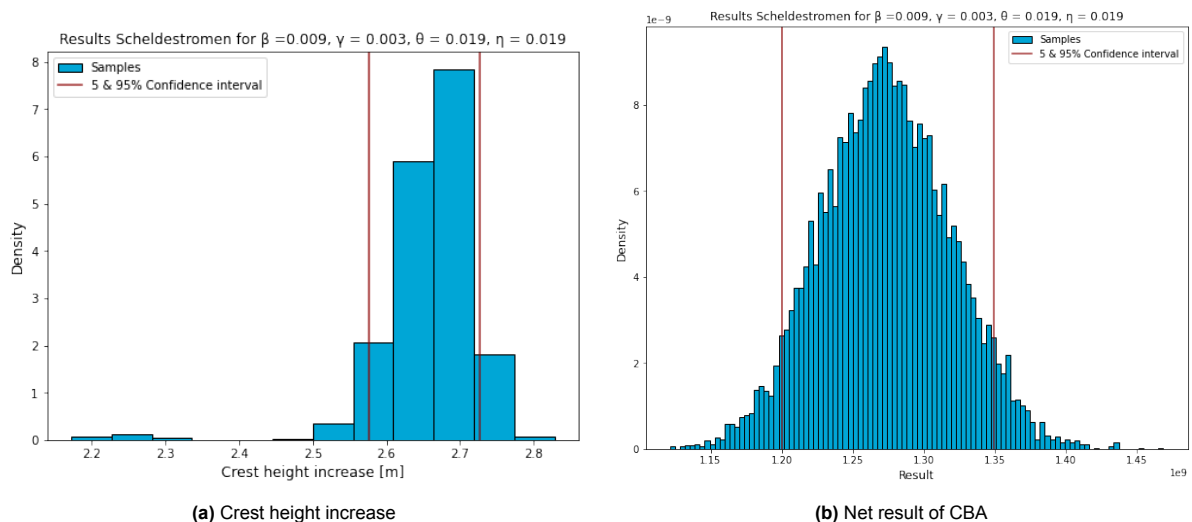 Results Scheldestromen for β =0.009, γ = 0.003, θ = 0.019, η = 0.019
Samples
5 & 95% Confidence interval
8
7
6
5
4
3
2
1
0
Density
2.2 2.3 2.4 2.5 2.6 2.7 2.8
Crest height increase [m]
(a) Crest height increase
Results Scheldestromen for β =0.009, γ = 0.003, θ = 0.019, η = 0.019
1e−9
Samples
5 & 95% Confidence interval
8
6
4
2
0
Density
1.15 1.20 1.25 1.30 1.35 1.40 1.45
1e9
Result
(b) Net result of CBA